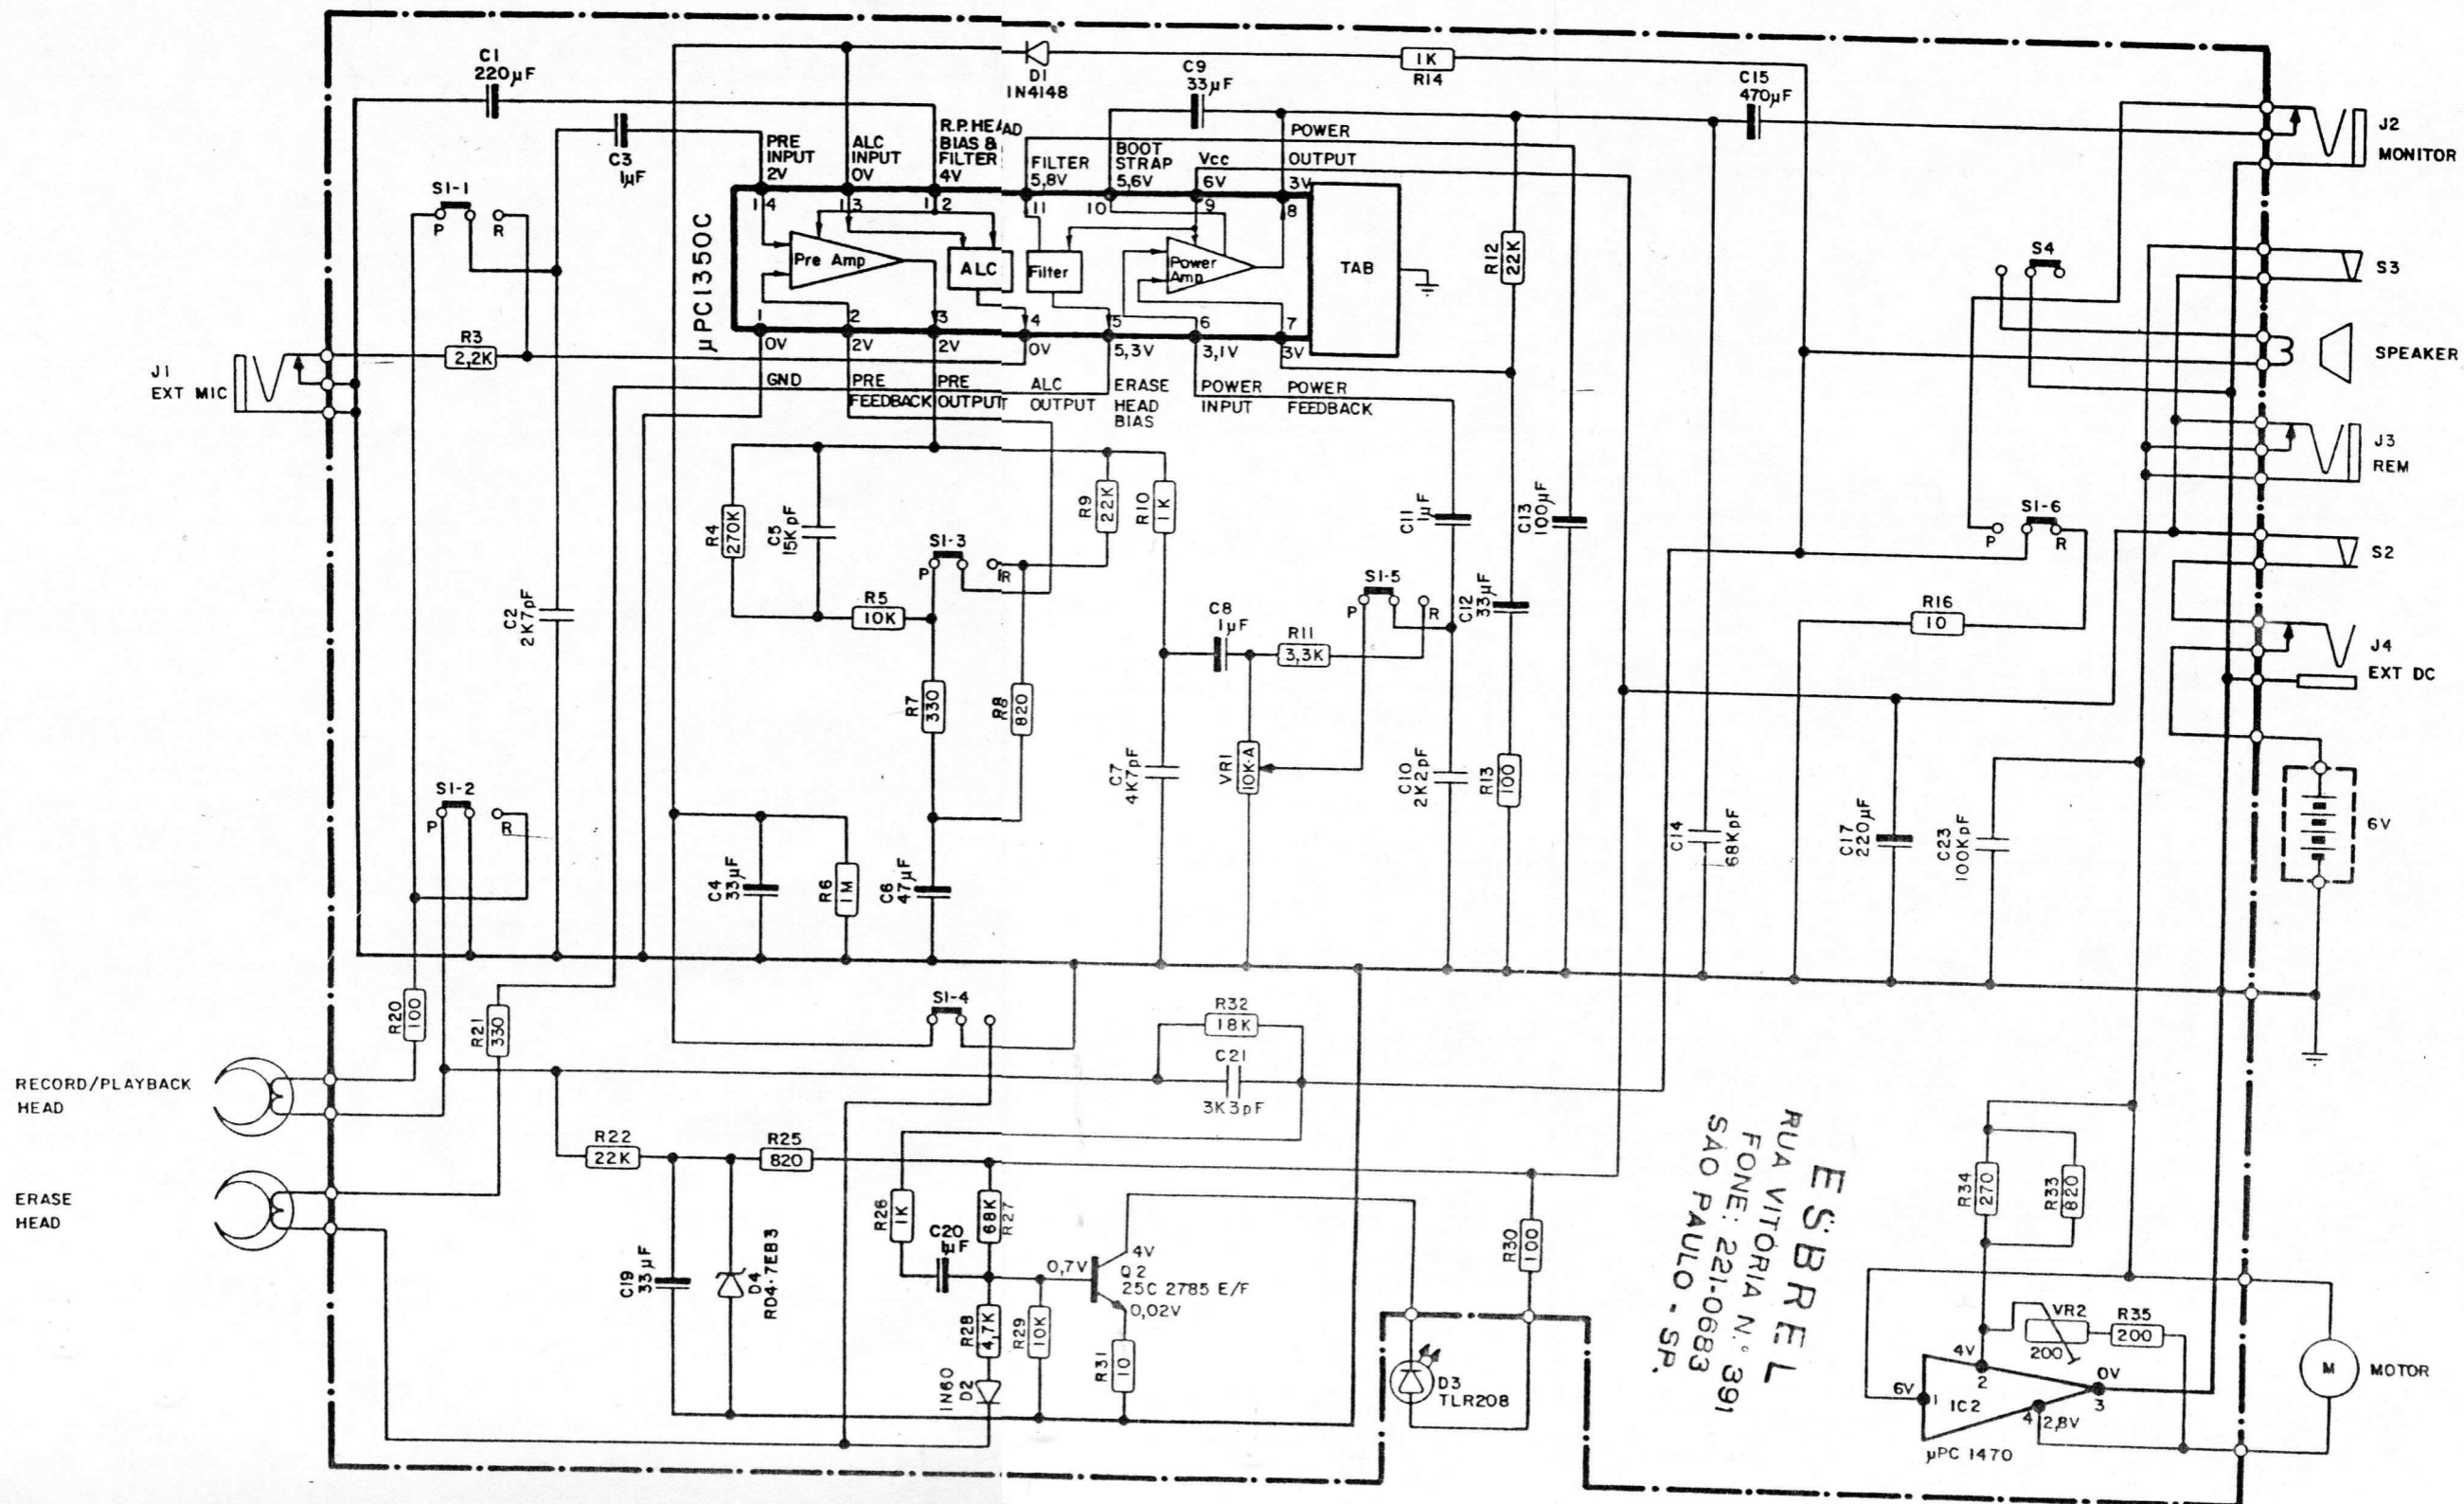 C1
220µF
C3
1µF
D1
1N4148
1K
R14
C9
33µF
C15
470µF
J2
MONITOR
PRE
INPUT
2V
ALC
INPUT
0V
R.P. HEAD
BIAS &
FILTER
4V
FILTER
5,8V
BOOT
STRAP
5,6V
Vcc
6V
POWER
OUTPUT
3V
S1-1
P
R
µPC1350C
14
13
12
11
10
9
8
Pre Amp
ALC
Filter
Power
Amp
TAB
R12
22K
S4
S3
1
2
3
4
5
6
7
0V
2V
2V
0V
5,3V
3,1V
3V
GND
PRE
FEEDBACK
PRE
OUTPUT
ALC
OUTPUT
ERASE
HEAD
BIAS
POWER
INPUT
POWER
FEEDBACK
R3
2,2K
J1
EXT MIC
SPEAKER
J3
REM
R4
270K
C5
15KpF
S1-3
P
R
R9
22K
R10
1K
C11
1µF
C13
100µF
S1-6
P
R
S2
C2
2K7pF
R5
10K
C8
1µF
R11
3,3K
S1-5
P
R
C12
33µF
R16
10
J4
EXT DC
R7
330
R8
820
C7
4K7pF
VR1
10K-A
C10
2K2pF
R13
100
C14
68KpF
C17
220µF
C23
100KpF
6V
S1-2
P
R
C4
33µF
R6
1M
C6
47µF
R20
100
R21
330
S1-4
R32
18K
C21
3K3pF
RECORD/PLAYBACK
HEAD
ERASE
HEAD
R22
22K
R25
820
R26
1K
C20
1µF
68K
R27
C19
33µF
D4
RD4·7EB3
0,7V
4V
Q2
2SC 2785 E/F
0,02V
R28
4,7K
R29
10K
1N60
D2
R31
10
R30
100
D3
TLR208
ESBREL
RUA VITÓRIA N.º 391
FONE: 221-0683
SÃO PAULO - SP.
R34
270
R33
820
VR2
200
R35
200
4V
2
6V
1
IC2
0V
3
4
2,8V
µPC 1470
M
MOTOR